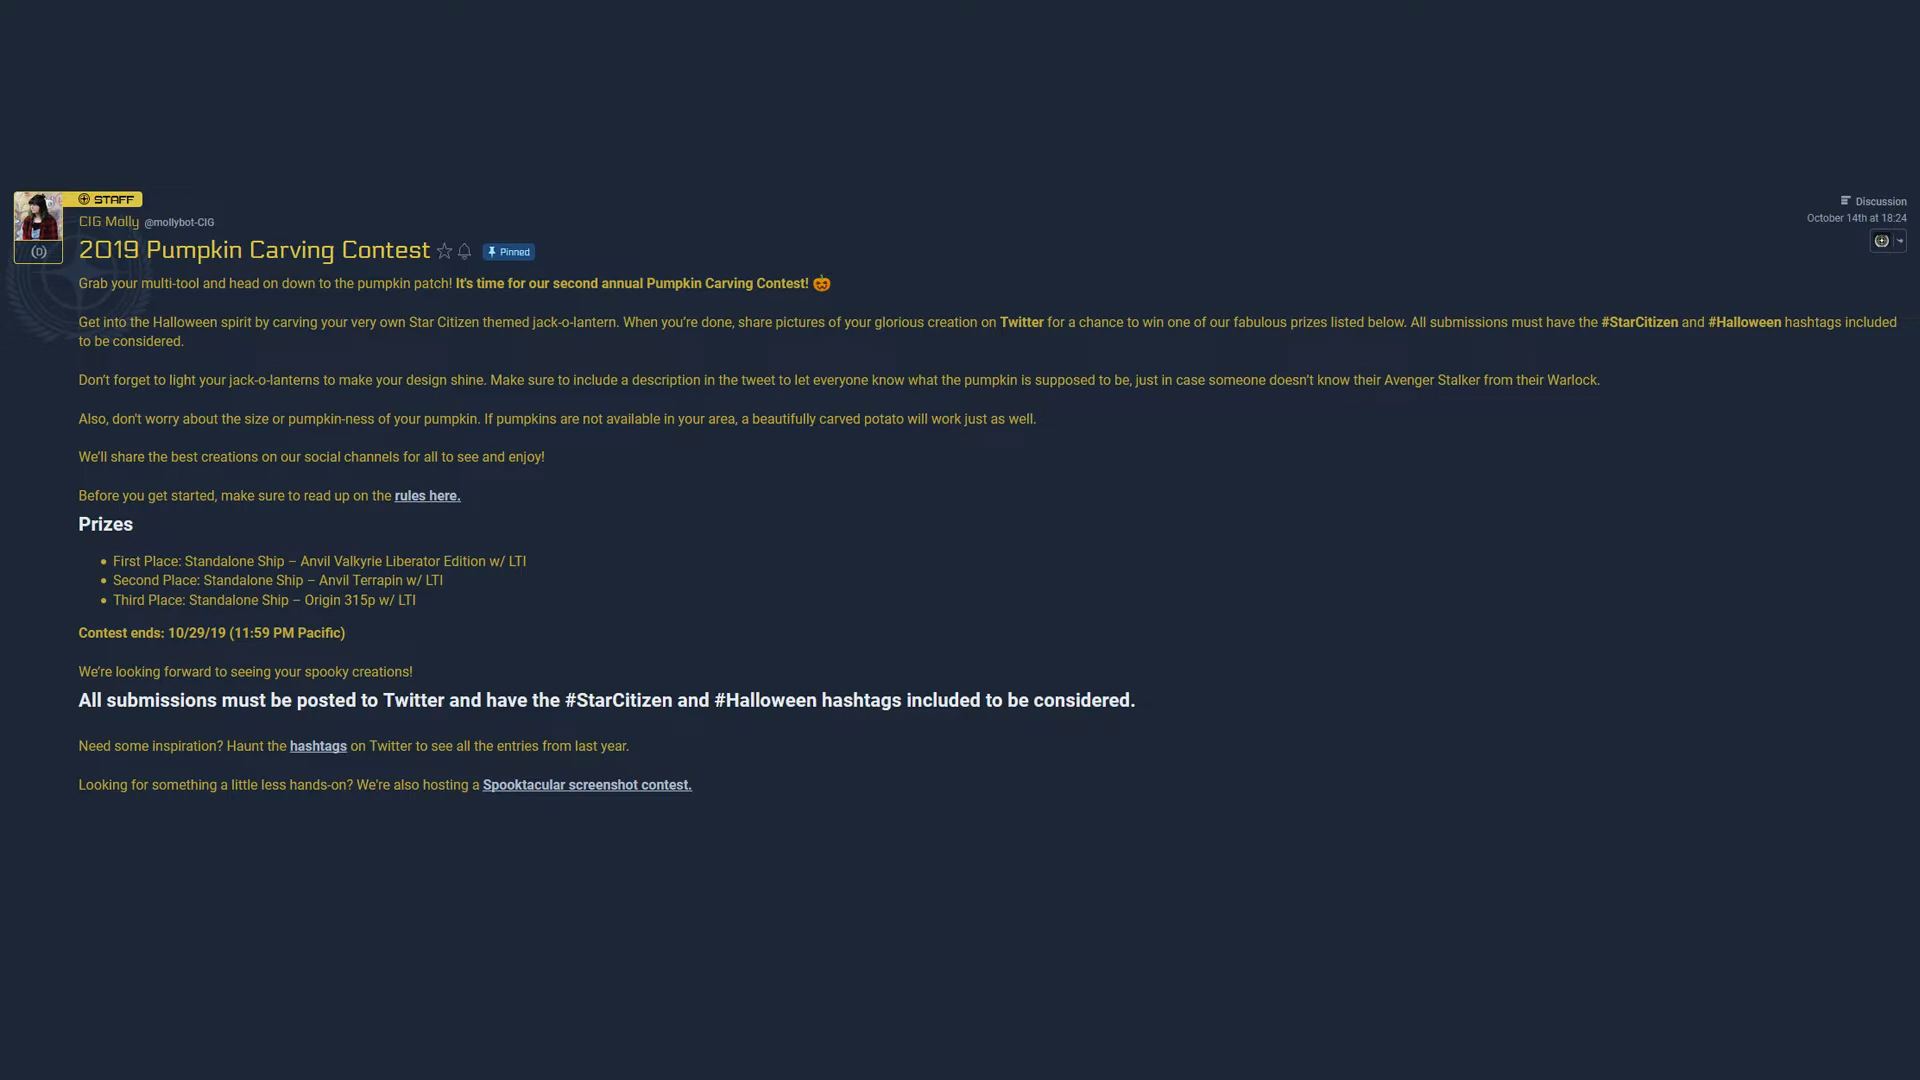 STAFF
CIG Molly @mollybot-CIG
Discussion
October 14th at 18:24
2019 Pumpkin Carving Contest Pinned
Grab your multi-tool and head on down to the pumpkin patch! It's time for our second annual Pumpkin Carving Contest! 🎃
Get into the Halloween spirit by carving your very own Star Citizen themed jack-o-lantern. When you’re done, share pictures of your glorious creation on Twitter for a chance to win one of our fabulous prizes listed below. All submissions must have the #StarCitizen and #Halloween hashtags included
to be considered.
Don’t forget to light your jack-o-lanterns to make your design shine. Make sure to include a description in the tweet to let everyone know what the pumpkin is supposed to be, just in case someone doesn’t know their Avenger Stalker from their Warlock.
Also, don't worry about the size or pumpkin-ness of your pumpkin. If pumpkins are not available in your area, a beautifully carved potato will work just as well.
We’ll share the best creations on our social channels for all to see and enjoy!
Before you get started, make sure to read up on the rules here.
Prizes
• First Place: Standalone Ship – Anvil Valkyrie Liberator Edition w/ LTI
• Second Place: Standalone Ship – Anvil Terrapin w/ LTI
• Third Place: Standalone Ship – Origin 315p w/ LTI
Contest ends: 10/29/19 (11:59 PM Pacific)
We’re looking forward to seeing your spooky creations!
All submissions must be posted to Twitter and have the #StarCitizen and #Halloween hashtags included to be considered.
Need some inspiration? Haunt the hashtags on Twitter to see all the entries from last year.
Looking for something a little less hands-on? We're also hosting a Spooktacular screenshot contest.